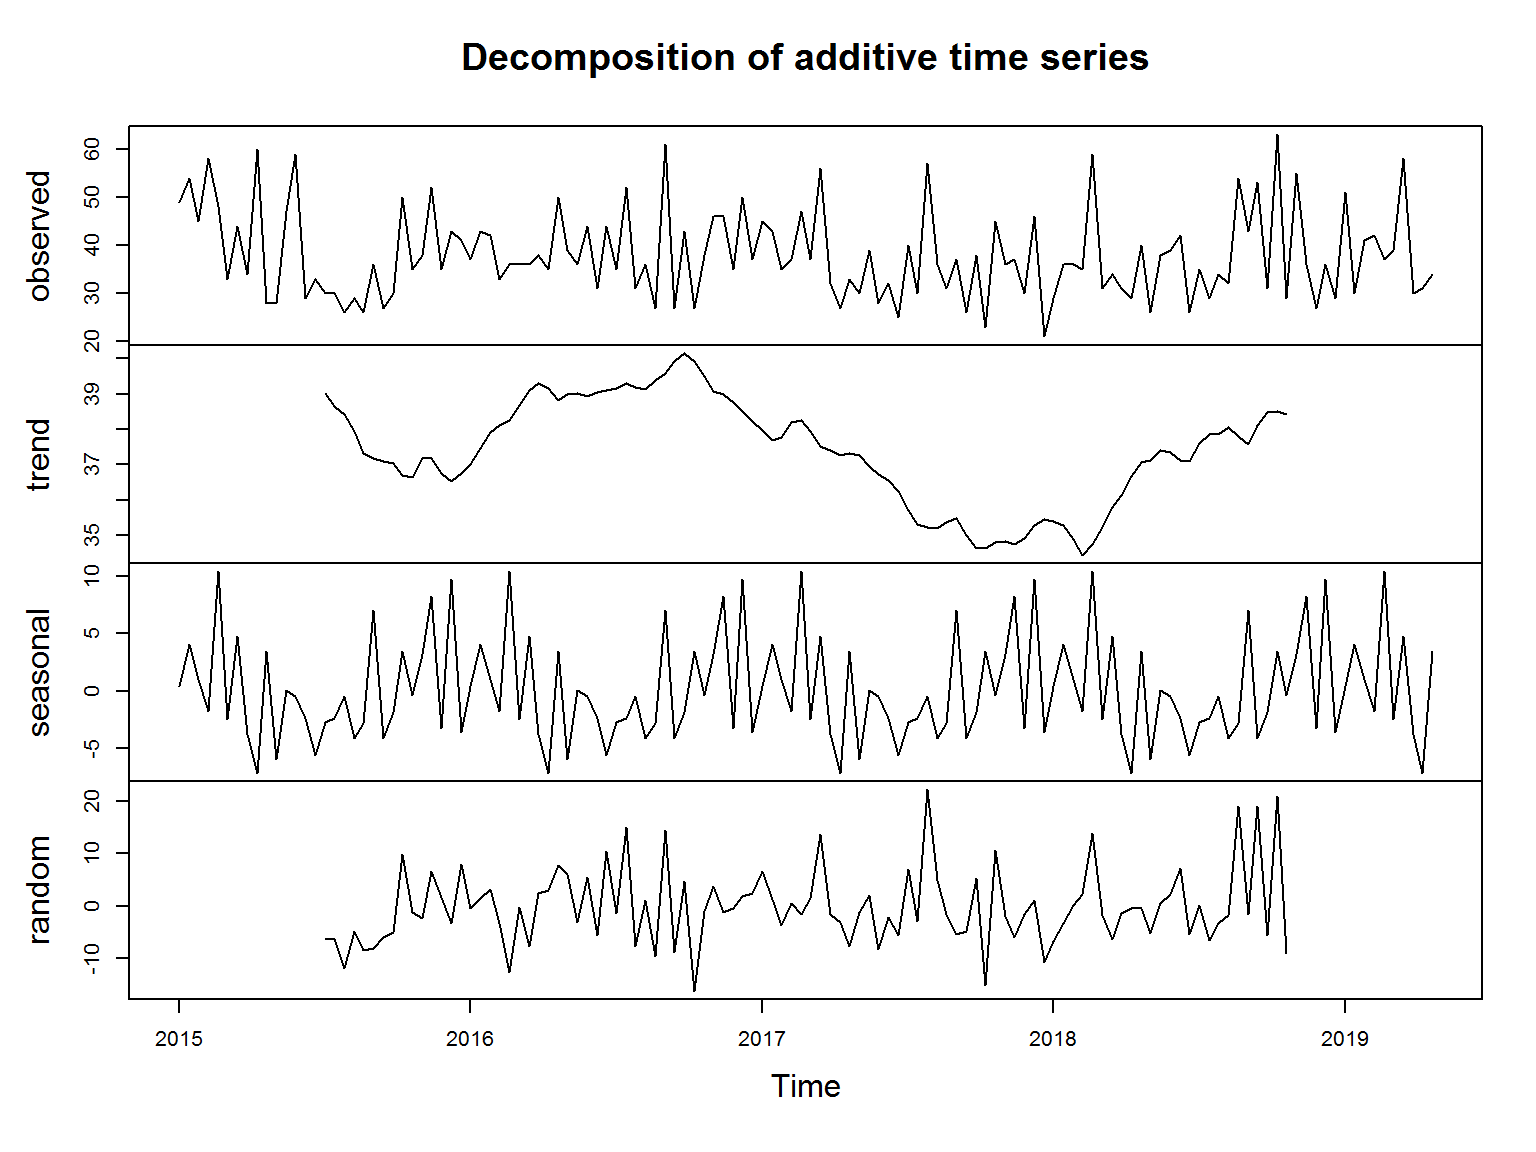 Decomposition of additive time series
observed
20 30 40 50 60
trend
35 37 39
seasonal
-5 0 5 10
random
-10 0 10 20
2015 2016 2017 2018 2019
Time